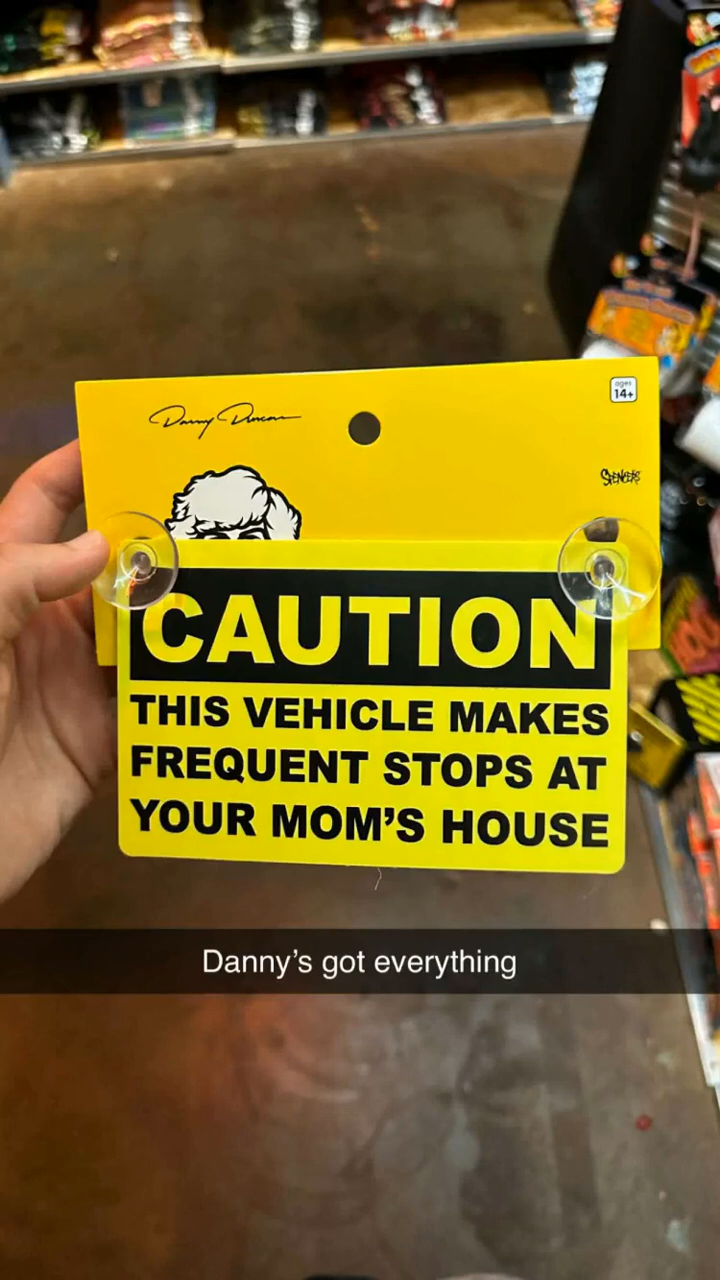 Danny Duncan
ages
14+
SPENCER'S
CAUTION
THIS VEHICLE MAKES
FREQUENT STOPS AT
YOUR MOM'S HOUSE
Danny’s got everything